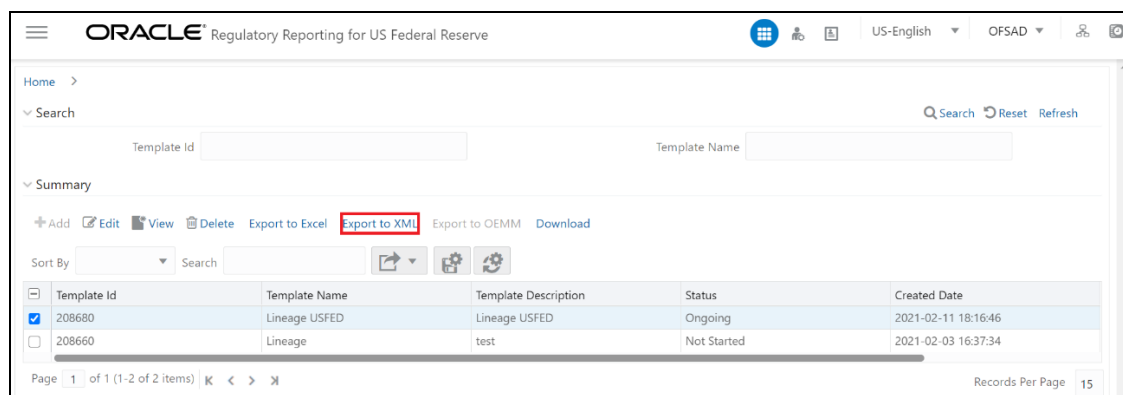 ORACLE® Regulatory Reporting for US Federal Reserve US-English OFSAD
Home >
Search Search Reset Refresh
Template Id Template Name
Summary
Add Edit View Delete Export to Excel Export to XML Export to OEMM Download
Sort By Search
Template Id Template Name Template Description Status Created Date
208680 Lineage USFED Lineage USFED Ongoing 2021-02-11 18:16:46
208660 Lineage test Not Started 2021-02-03 16:37:34
Page 1 of 1 (1-2 of 2 items) Records Per Page 15